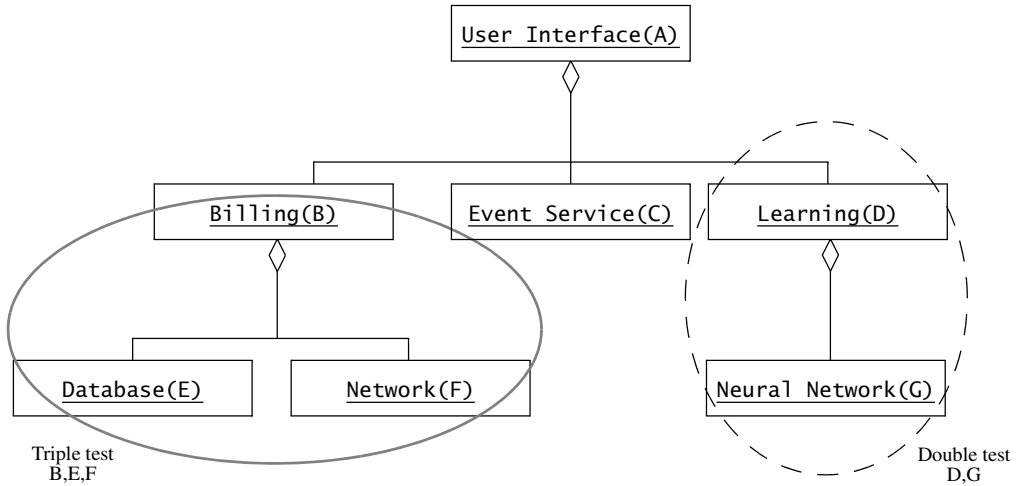 User Interface(A)
Billing(B)
Event Service(C)
Learning(D)
Database(E)
Network(F)
Neural Network(G)
Triple test
B,E,F
Double test
D,G